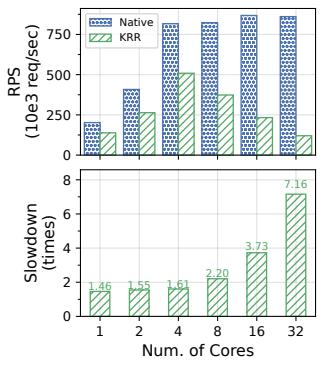 RPS
(10e3 req/sec)
750
500
250
0
Native
KRR
Slowdown
(times)
8
6
4
2
0
1.46
1.55
1.61
2.20
3.73
7.16
1 2 4 8 16 32
Num. of Cores